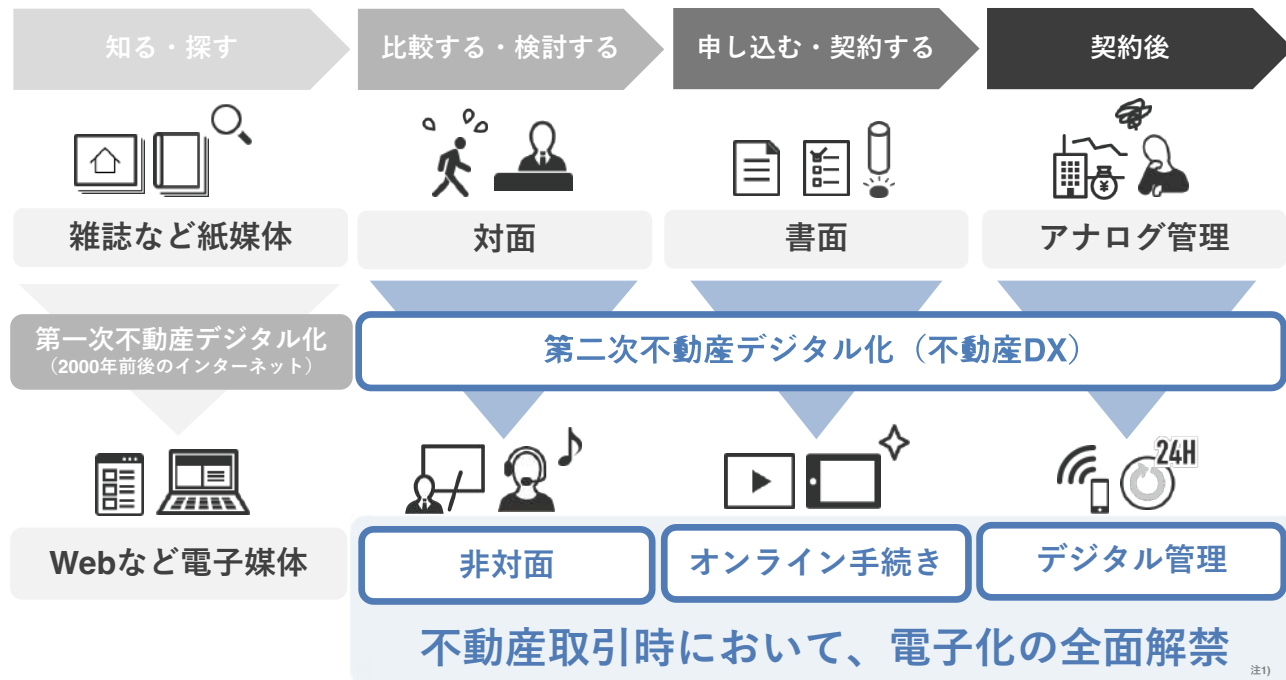 知る・探す
比較する・検討する
申し込む・契約する
契約後
雑誌など紙媒体
対面
書面
¥
アナログ管理
第一次不動産デジタル化
（2000年前後のインターネット）
第二次不動産デジタル化（不動産DX）
24H
Webなど電子媒体
非対面
オンライン手続き
デジタル管理
不動産取引時において、電子化の全面解禁
注1)